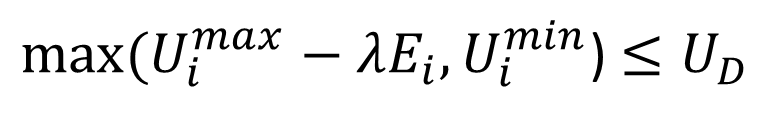 max(U_i^{max} − λE_i, U_i^{min}) ≤ U_D